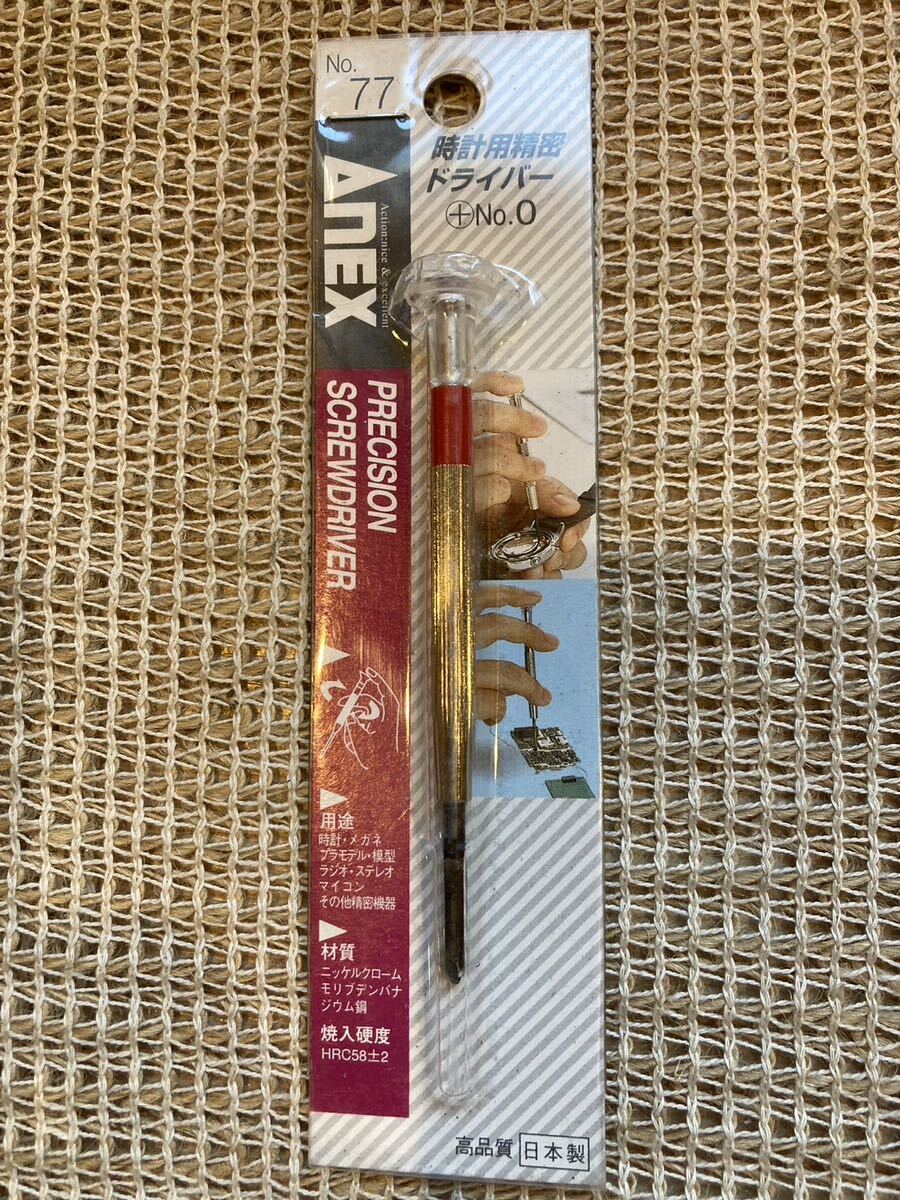 No.
77
ANEX
Action:nice & excellent
時計用精密
ドライバー
⊕No.0
PRECISION
SCREWDRIVER
用途
時計・メガネ
プラモデル・模型
ラジオ・ステレオ
マイコン
その他精密機器
材質
ニッケルクローム
モリブデンバナ
ジウム鋼
焼入硬度
HRC58±2
高品質 日本製